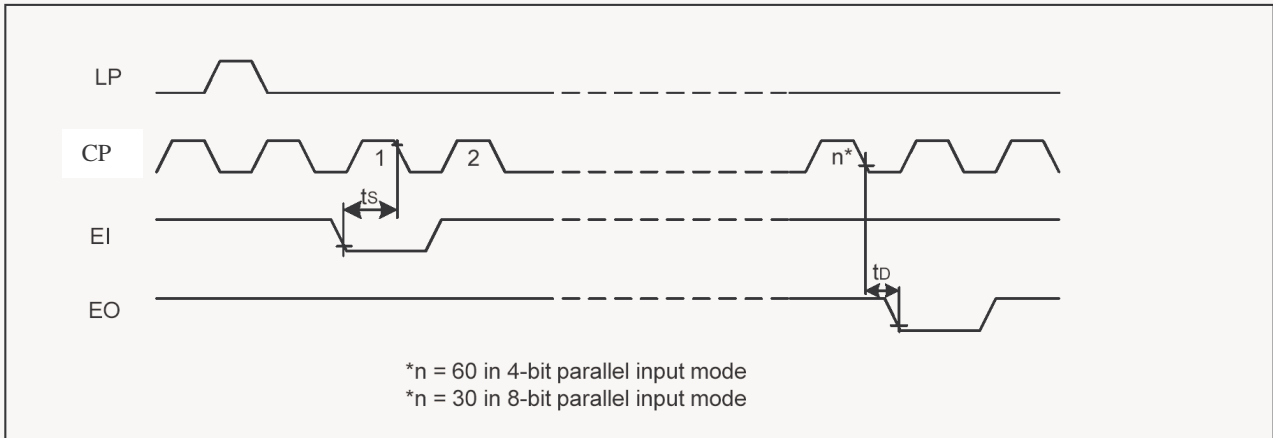 LP
CP
1
2
n*
ts
EI
tD
EO
*n = 60 in 4-bit parallel input mode
*n = 30 in 8-bit parallel input mode